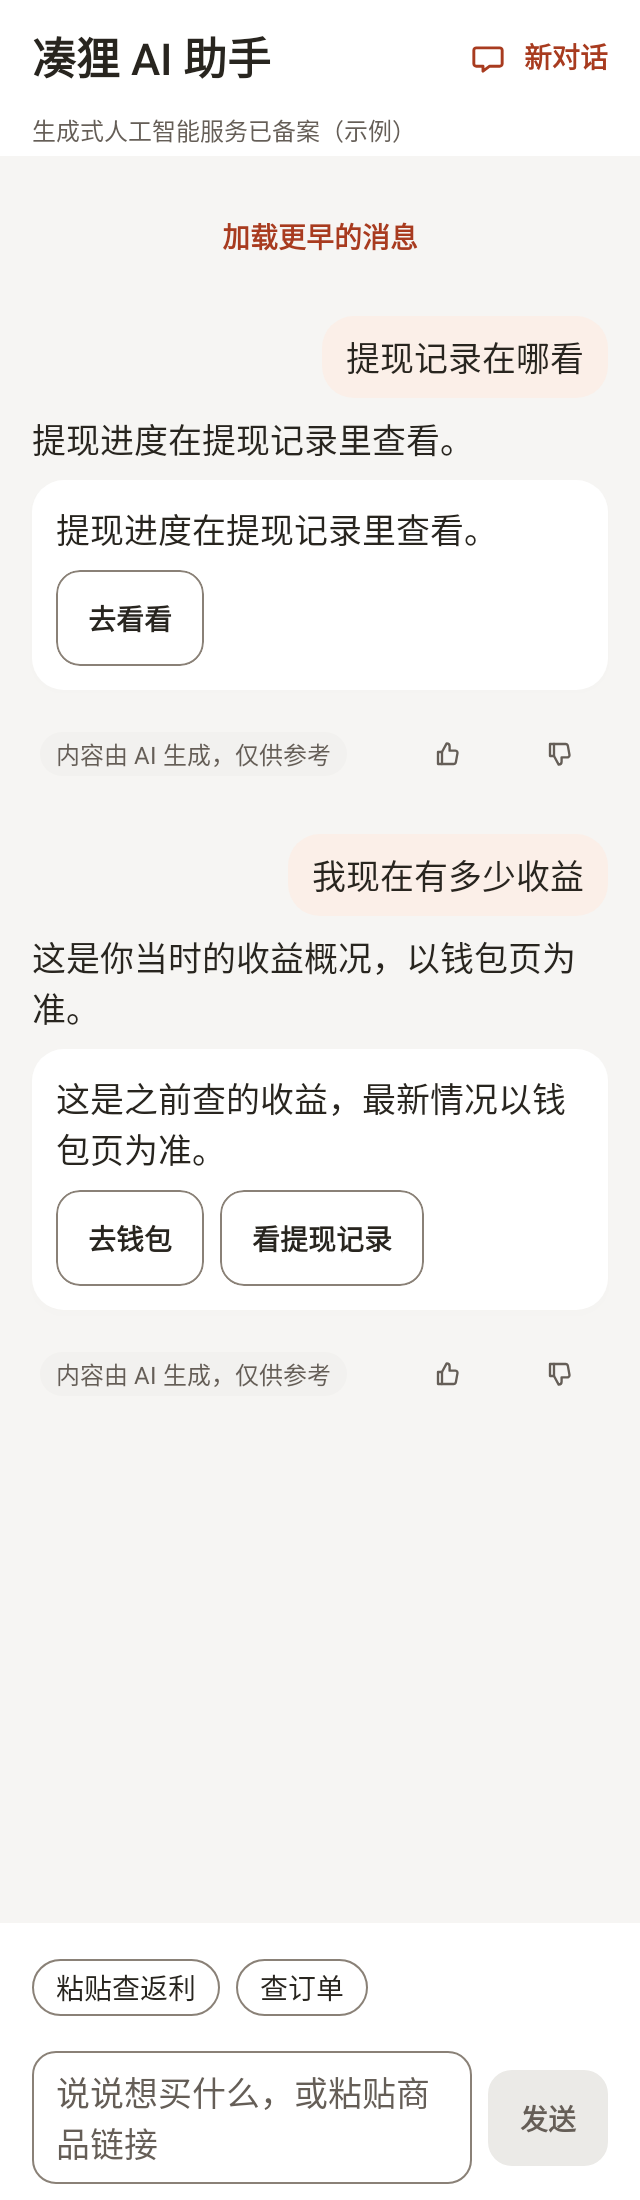 凑狸 AI 助手
新对话
生成式人工智能服务已备案（示例）
加载更早的消息
提现记录在哪看
提现进度在提现记录里查看。
提现进度在提现记录里查看。
去看看
内容由 AI 生成，仅供参考
我现在有多少收益
这是你当时的收益概况，以钱包页为
准。
这是之前查的收益，最新情况以钱
包页为准。
去钱包
看提现记录
内容由 AI 生成，仅供参考
粘贴查返利
查订单
说说想买什么，或粘贴商
品链接
发送